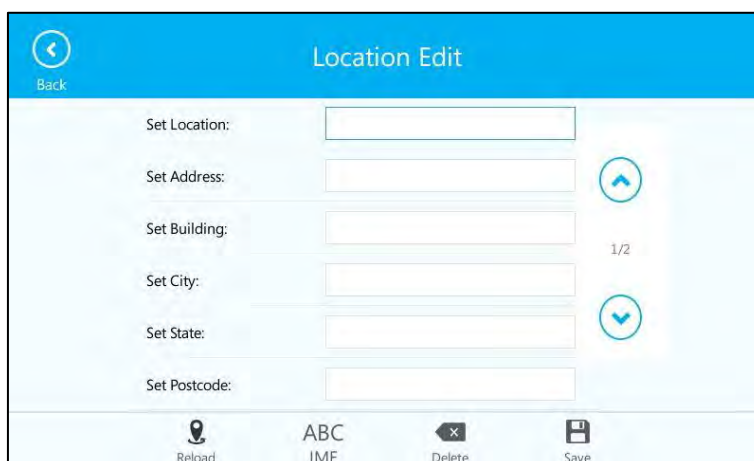 Location Edit
Back
Set Location:
Set Address:
Set Building:
1/2
Set City:
Set State:
Set Postcode:
ABC
Reload
IME
Delete
Save